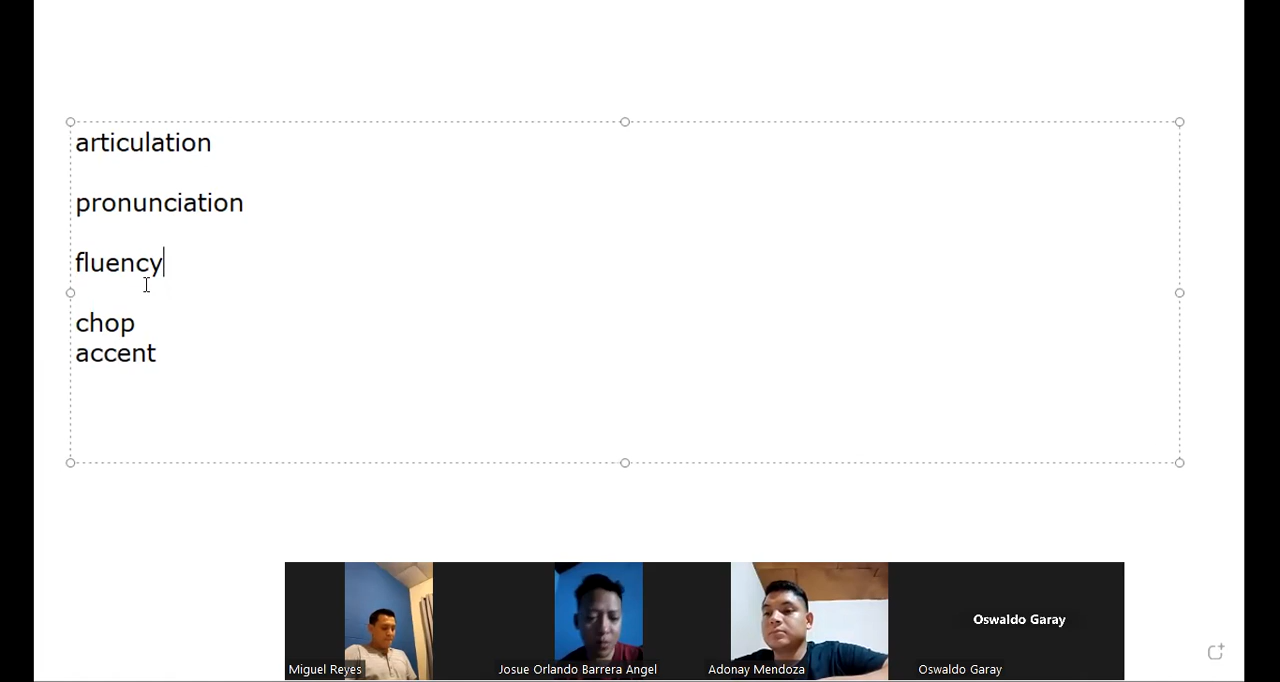 articulation
pronunciation
fluency
chop
accent
Oswaldo Garay
Miguel Reyes
Josue Orlando Barrera Angel
Adonay Mendoza
Oswaldo Garay